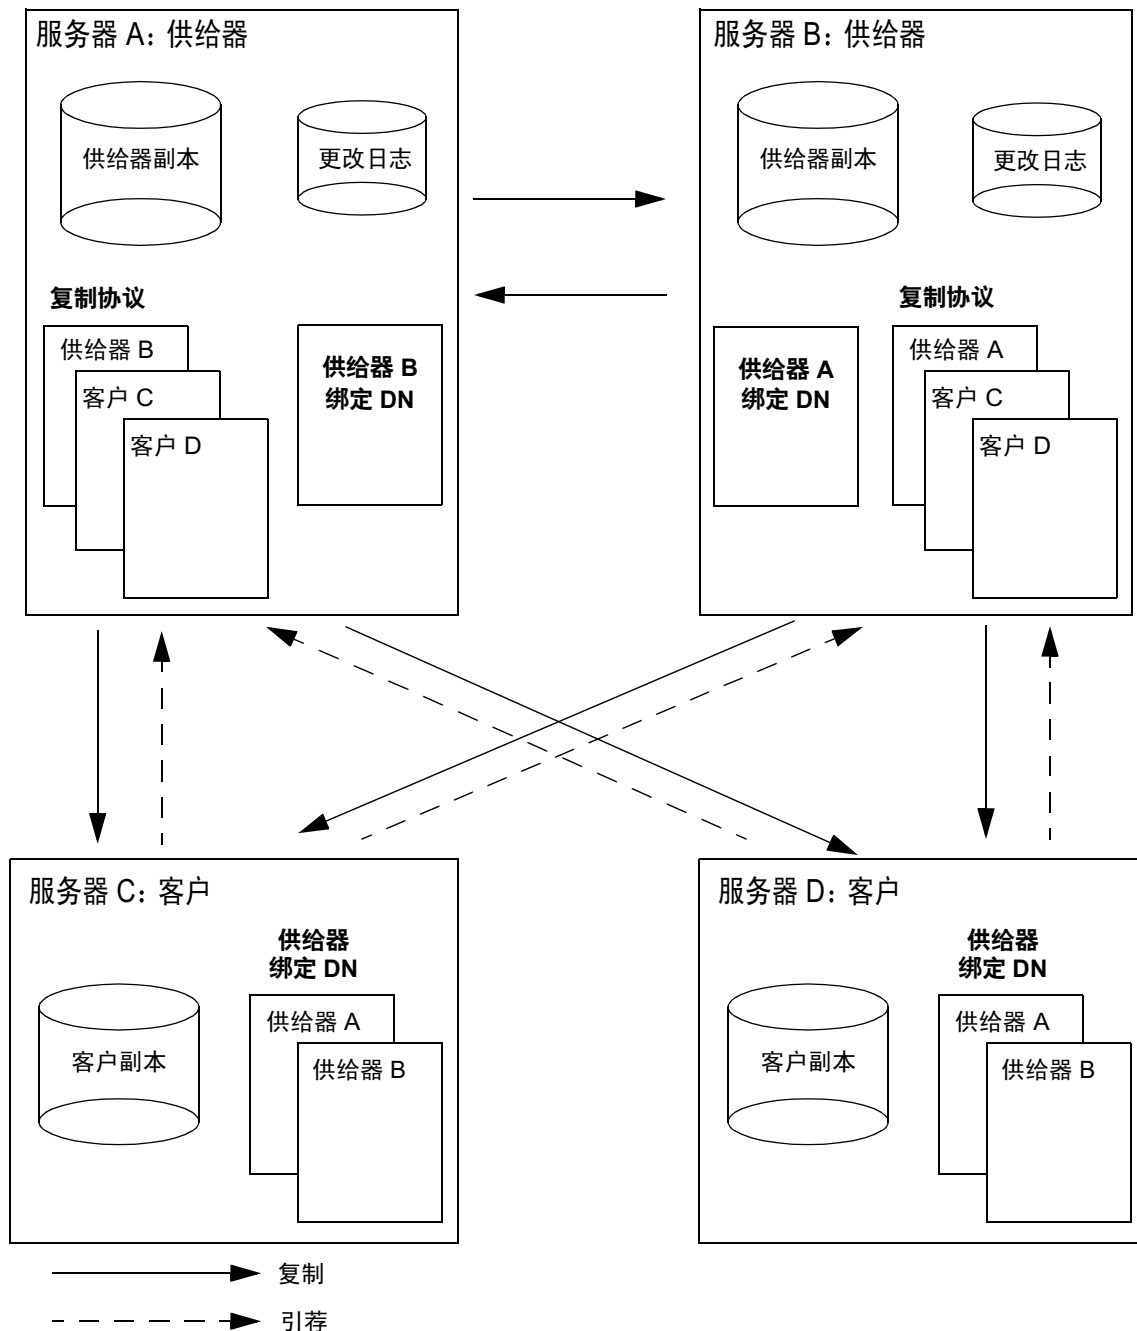 服务器 A：供给器
供给器副本
更改日志
复制协议
供给器 B
客户 C
客户 D
供给器 B
绑定 DN
服务器 B：供给器
供给器副本
更改日志
供给器 A
绑定 DN
复制协议
供给器 A
客户 C
客户 D
服务器 C：客户
客户副本
供给器
绑定 DN
供给器 A
供给器 B
服务器 D：客户
客户副本
供给器
绑定 DN
供给器 A
供给器 B
复制
引荐